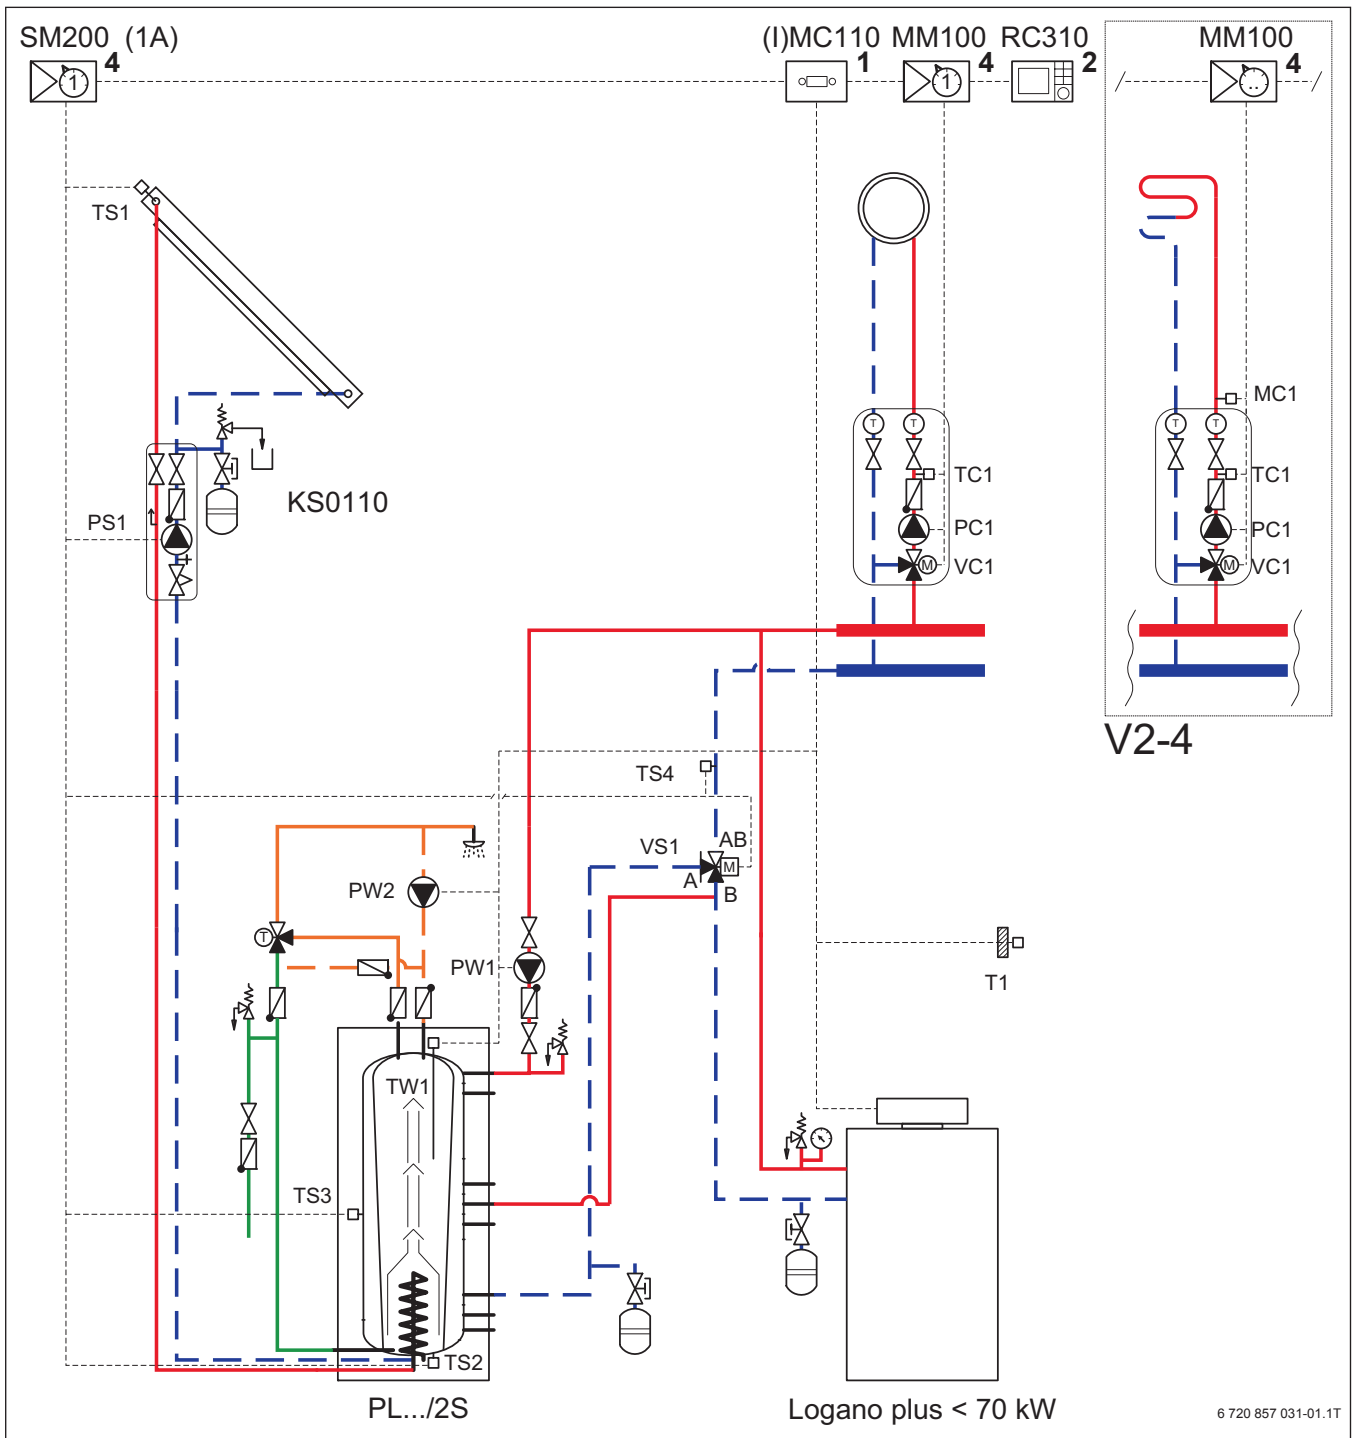 SM200 (1A)
4
(I)MC110
1
MM100
4
RC310
2
MM100
4
1
1
..
TS1
MC1
T
T
T
T
TC1
TC1
KS0110
PS1
PC1
PC1
M
VC1
M
VC1
V2-4
TS4
VS1
AB
M
A
B
PW2
T
PW1
T1
TW1
TS3
TS2
PL.../2S
Logano plus < 70 kW
6 720 857 031-01.1T